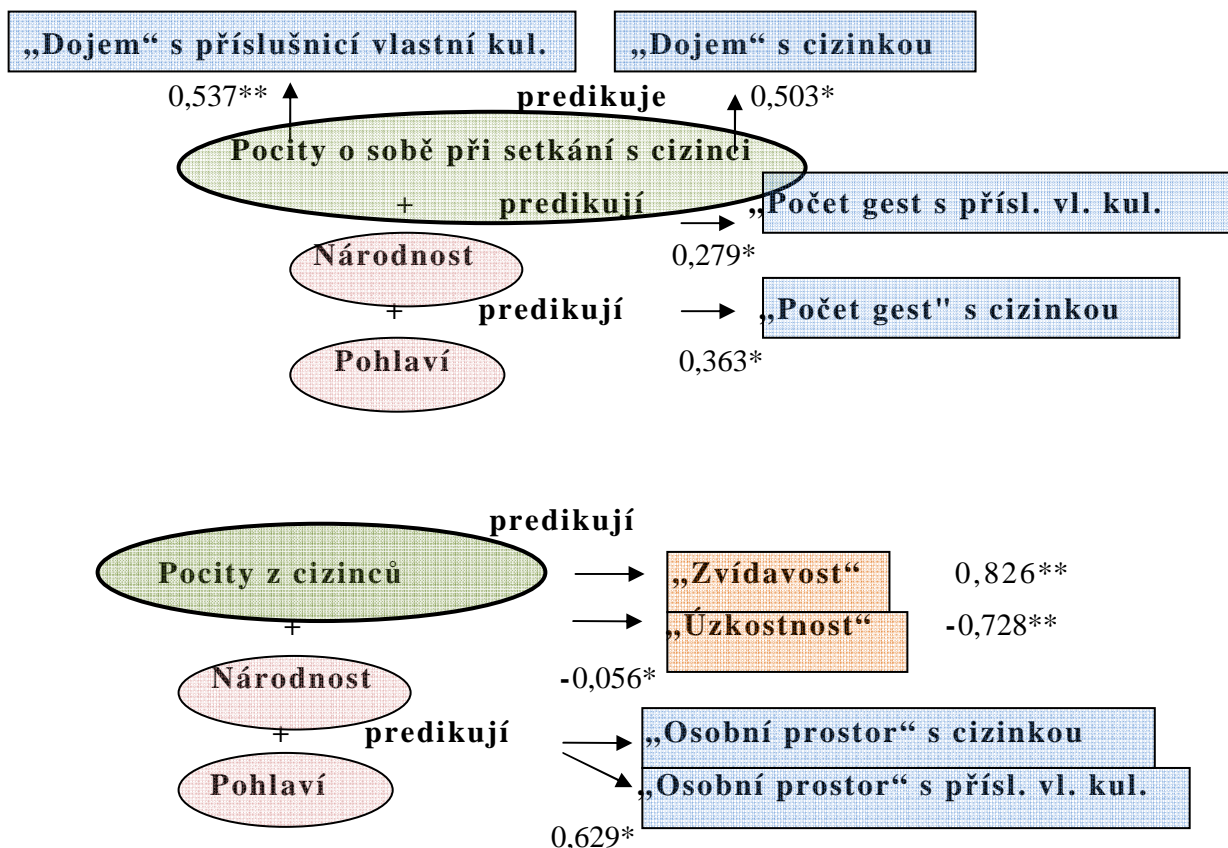 „Dojem“ s příslušnicí vlastní kul. „Dojem“ s cizinkou
0,537** predikuje 0,503*
Pocity o sobě při setkání s cizinci
+ predikují „Počet gest s přísl. vl. kul.
Národnost 0,279*
+ predikují „Počet gest" s cizinkou
Pohlaví 0,363*
predikují
Pocity z cizinců „Zvídavost“ 0,826**
+ „Úzkostnost“ -0,728**
Národnost -0,056*
+ predikují „Osobní prostor“ s cizinkou
Pohlaví „Osobní prostor“ s přísl. vl. kul.
0,629*